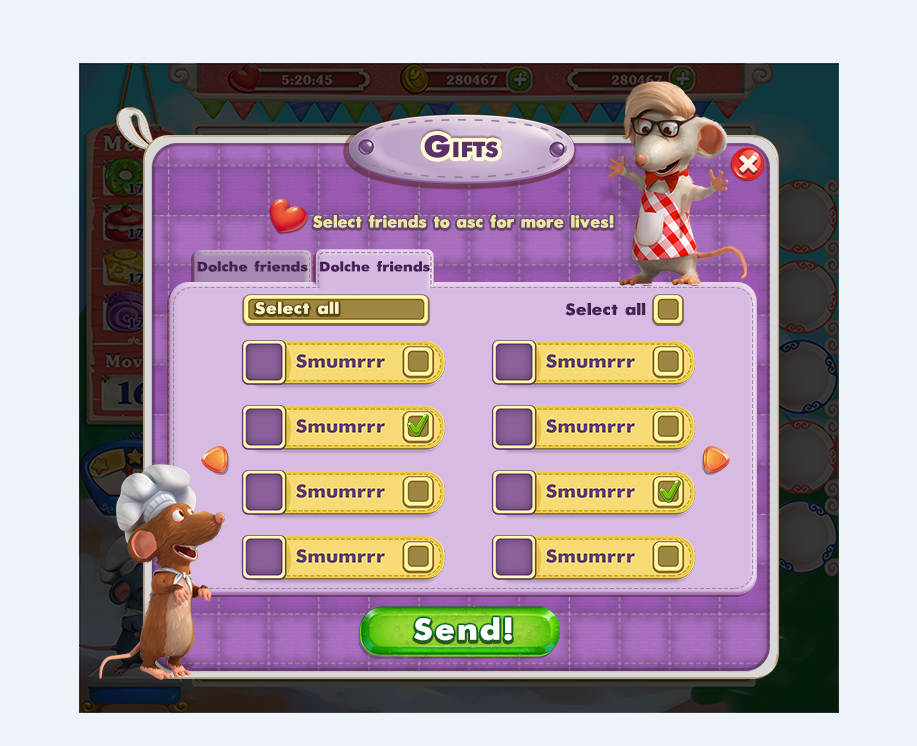 5:20:45 280467 280467
GIFTS
Select friends to asc for more lives!
Dolche friends Dolche friends
Select all Select all
Smumrrr Smumrrr
Smumrrr Smumrrr
Smumrrr Smumrrr
Smumrrr Smumrrr
Send!